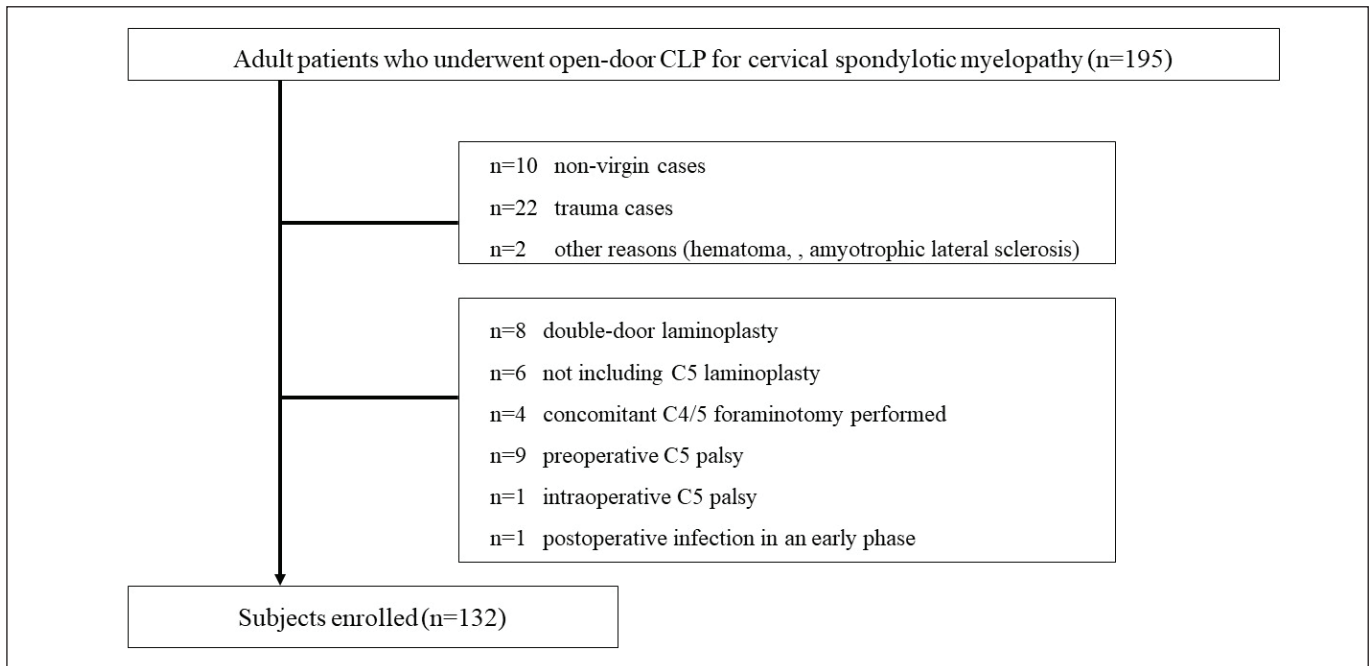 Adult patients who underwent open-door CLP for cervical spondylotic myelopathy (n=195)
n=10 non-virgin cases
n=22 trauma cases
n=2 other reasons (hematoma, , amyotrophic lateral sclerosis)
n=8 double-door laminoplasty
n=6 not including C5 laminoplasty
n=4 concomitant C4/5 foraminotomy performed
n=9 preoperative C5 palsy
n=1 intraoperative C5 palsy
n=1 postoperative infection in an early phase
Subjects enrolled (n=132)